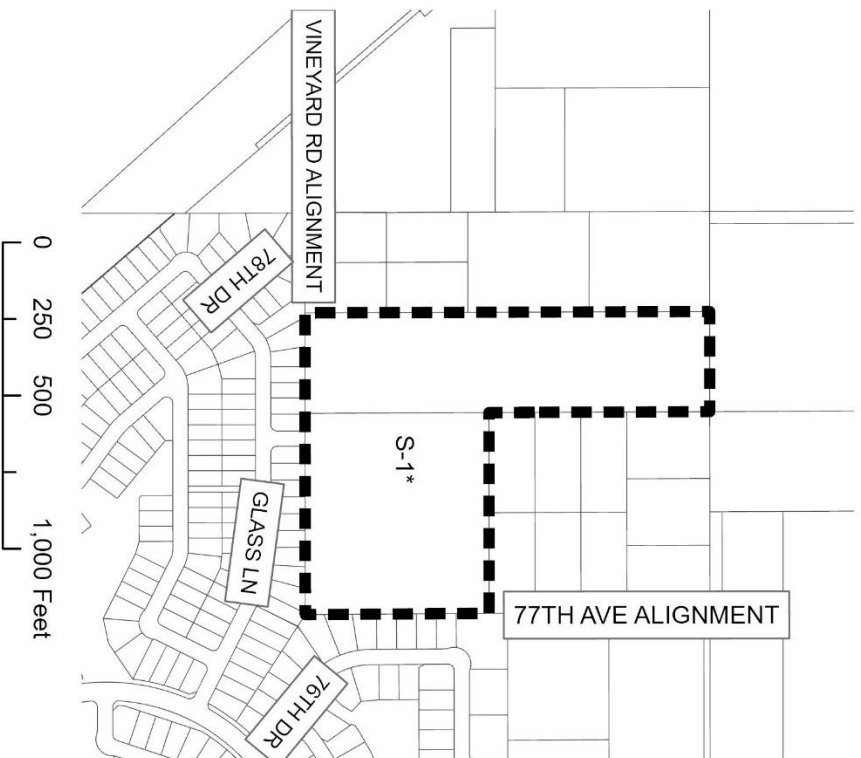 VINEYARD RD ALIGNMENT
78TH DR
S-1*
GLASS LN
77TH AVE ALIGNMENT
76TH DR
0 250 500 1,000 Feet